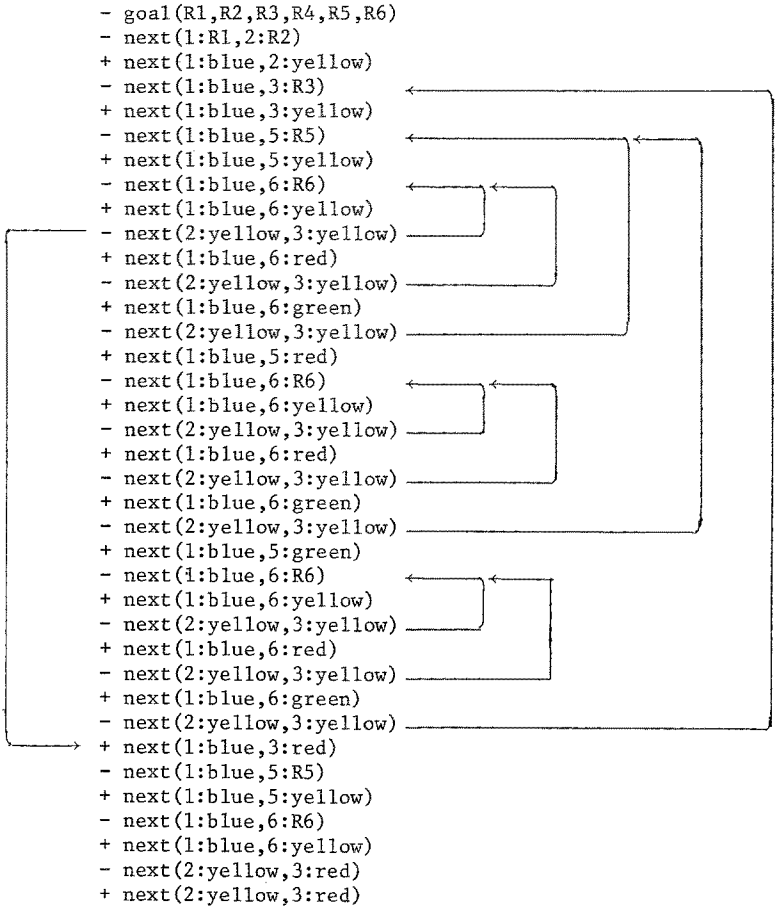 - goal(R1,R2,R3,R4,R5,R6)
- next(1:R1,2:R2)
+ next(1:blue,2:yellow)
- next(1:blue,3:R3)
+ next(1:blue,3:yellow)
- next(1:blue,5:R5)
+ next(1:blue,5:yellow)
- next(1:blue,6:R6)
+ next(1:blue,6:yellow)
- next(2:yellow,3:yellow)
+ next(1:blue,6:red)
- next(2:yellow,3:yellow)
+ next(1:blue,6:green)
- next(2:yellow,3:yellow)
+ next(1:blue,5:red)
- next(1:blue,6:R6)
+ next(1:blue,6:yellow)
- next(2:yellow,3:yellow)
+ next(1:blue,6:red)
- next(2:yellow,3:yellow)
+ next(1:blue,6:green)
- next(2:yellow,3:yellow)
+ next(1:blue,5:green)
- next(1:blue,6:R6)
+ next(1:blue,6:yellow)
- next(2:yellow,3:yellow)
+ next(1:blue,6:red)
- next(2:yellow,3:yellow)
+ next(1:blue,6:green)
- next(2:yellow,3:yellow)
+ next(1:blue,3:red)
- next(1:blue,5:R5)
+ next(1:blue,5:yellow)
- next(1:blue,6:R6)
+ next(1:blue,6:yellow)
- next(2:yellow,3:red)
+ next(2:yellow,3:red)